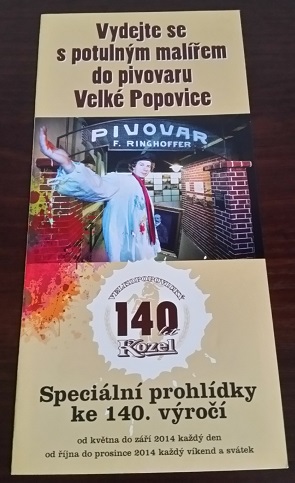 Vydejte se
s potulným malířem
do pivovaru
Velké Popovice
PIVOVAR
F. RINGHOFFER
VELKOPOPOVICKÝ
140 let
Kozel
Speciální prohlídky
ke 140. výročí
od května do září 2014 každý den
od října do prosince 2014 každý víkend a svátek